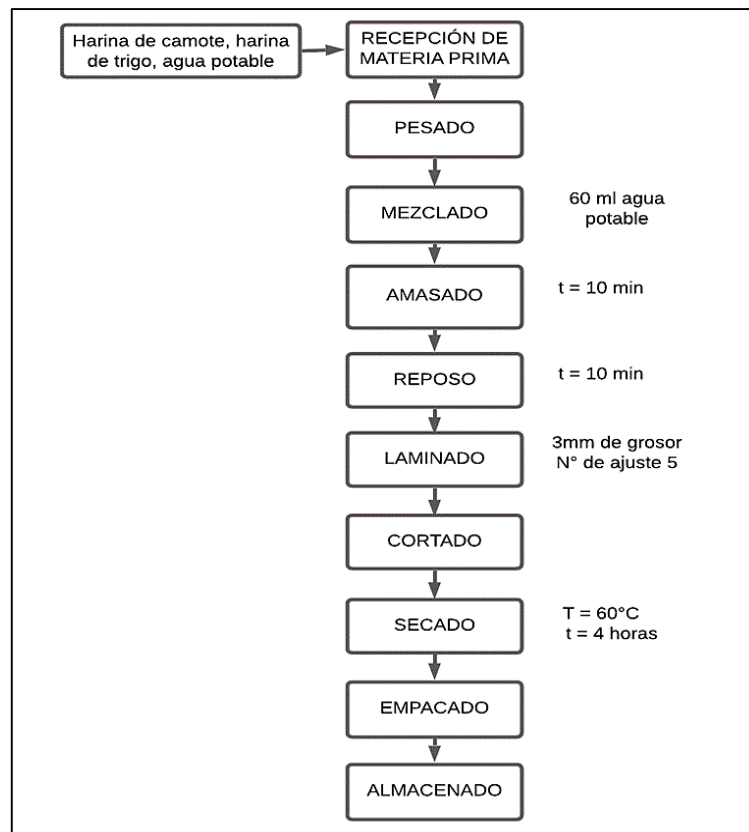 Harina de camote, harina
de trigo, agua potable
RECEPCIÓN DE
MATERIA PRIMA
PESADO
MEZCLADO
60 ml agua
potable
AMASADO
t = 10 min
REPOSO
t = 10 min
LAMINADO
3mm de grosor
N° de ajuste 5
CORTADO
SECADO
T = 60°C
t = 4 horas
EMPACADO
ALMACENADO